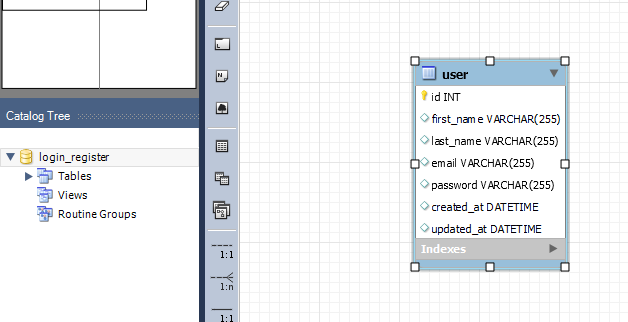 Catalog Tree
login_register
Tables
Views
Routine Groups
1:1
1:n
1:1
user
id INT
first_name VARCHAR(255)
last_name VARCHAR(255)
email VARCHAR(255)
password VARCHAR(255)
created_at DATETIME
updated_at DATETIME
Indexes